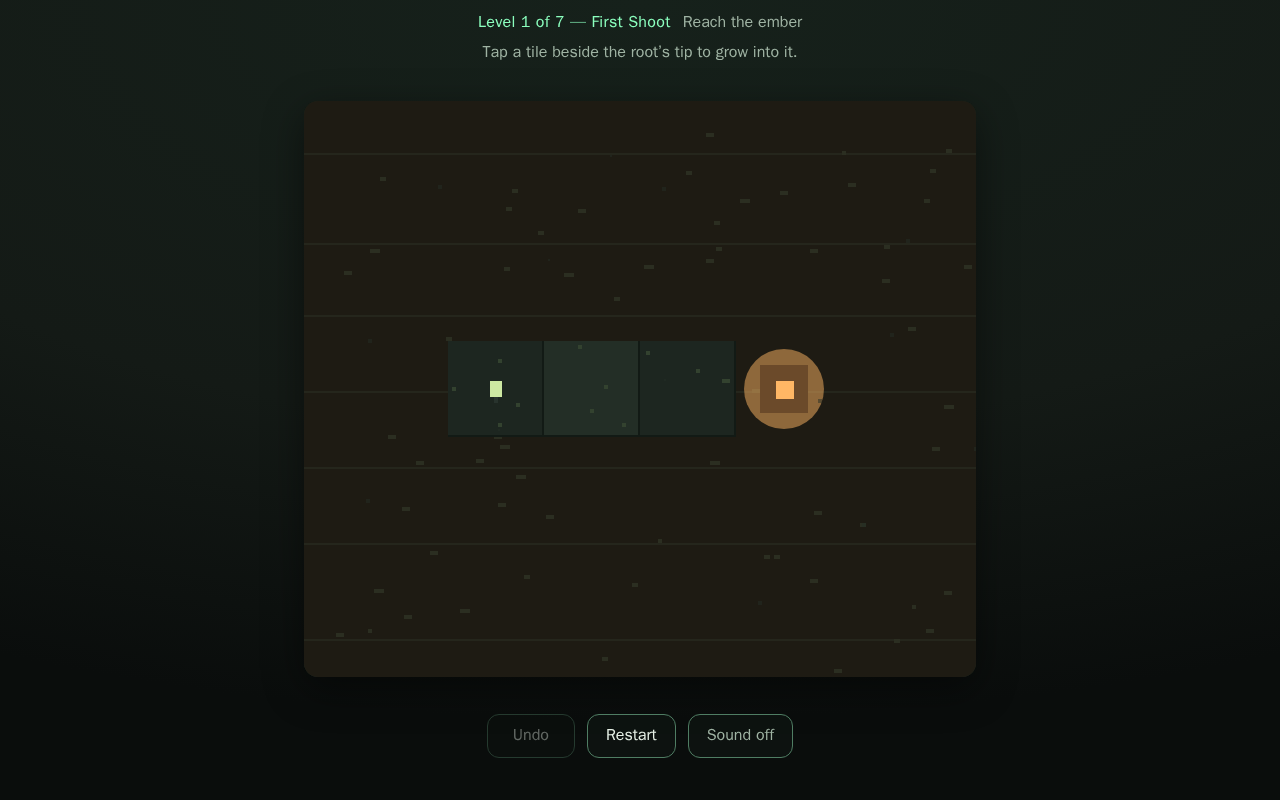 Level 1 of 7 — First Shoot Reach the ember
Tap a tile beside the root’s tip to grow into it.
Undo Restart Sound off